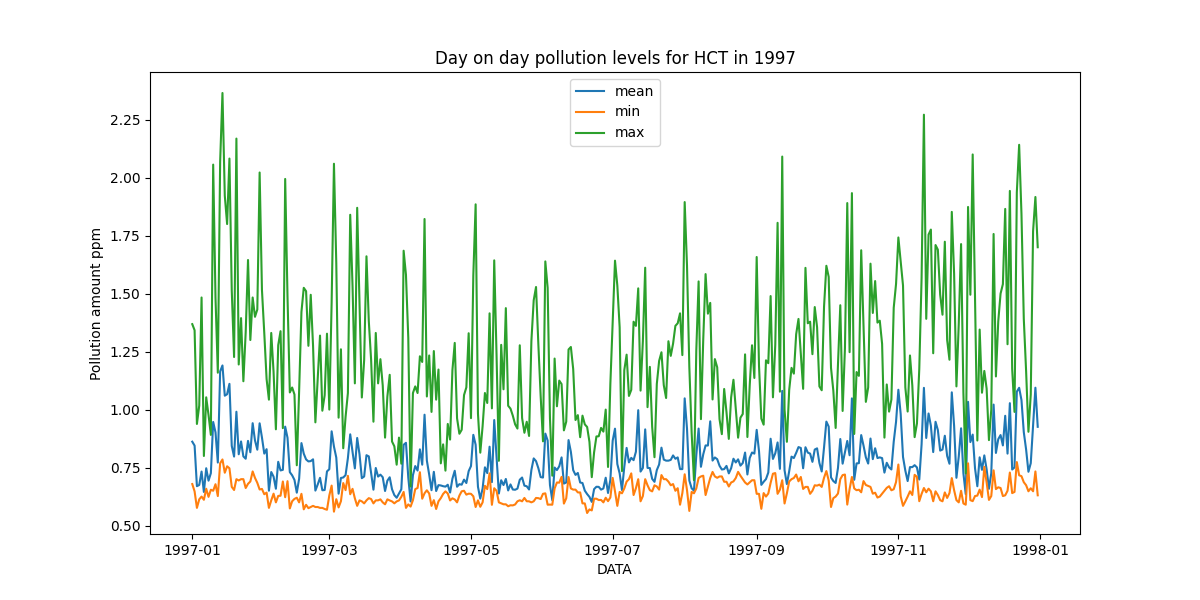 Day on day pollution levels for HCT in 1997
mean
min
max
Pollution amount ppm
2.25
2.00
1.75
1.50
1.25
1.00
0.75
0.50
1997-01
1997-03
1997-05
1997-07
1997-09
1997-11
1998-01
DATA